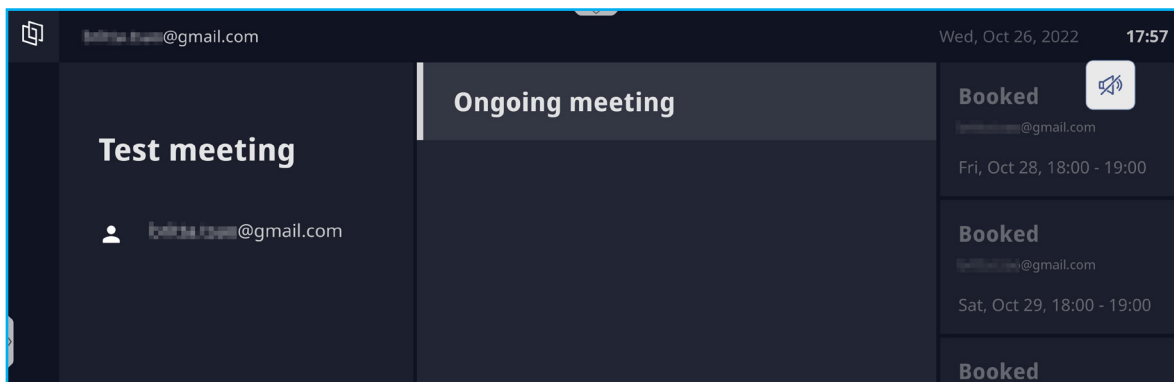 @gmail.com
Wed, Oct 26, 2022
17:57
Test meeting
@gmail.com
Ongoing meeting
Booked
@gmail.com
Fri, Oct 28, 18:00 - 19:00
Booked
@gmail.com
Sat, Oct 29, 18:00 - 19:00
Booked